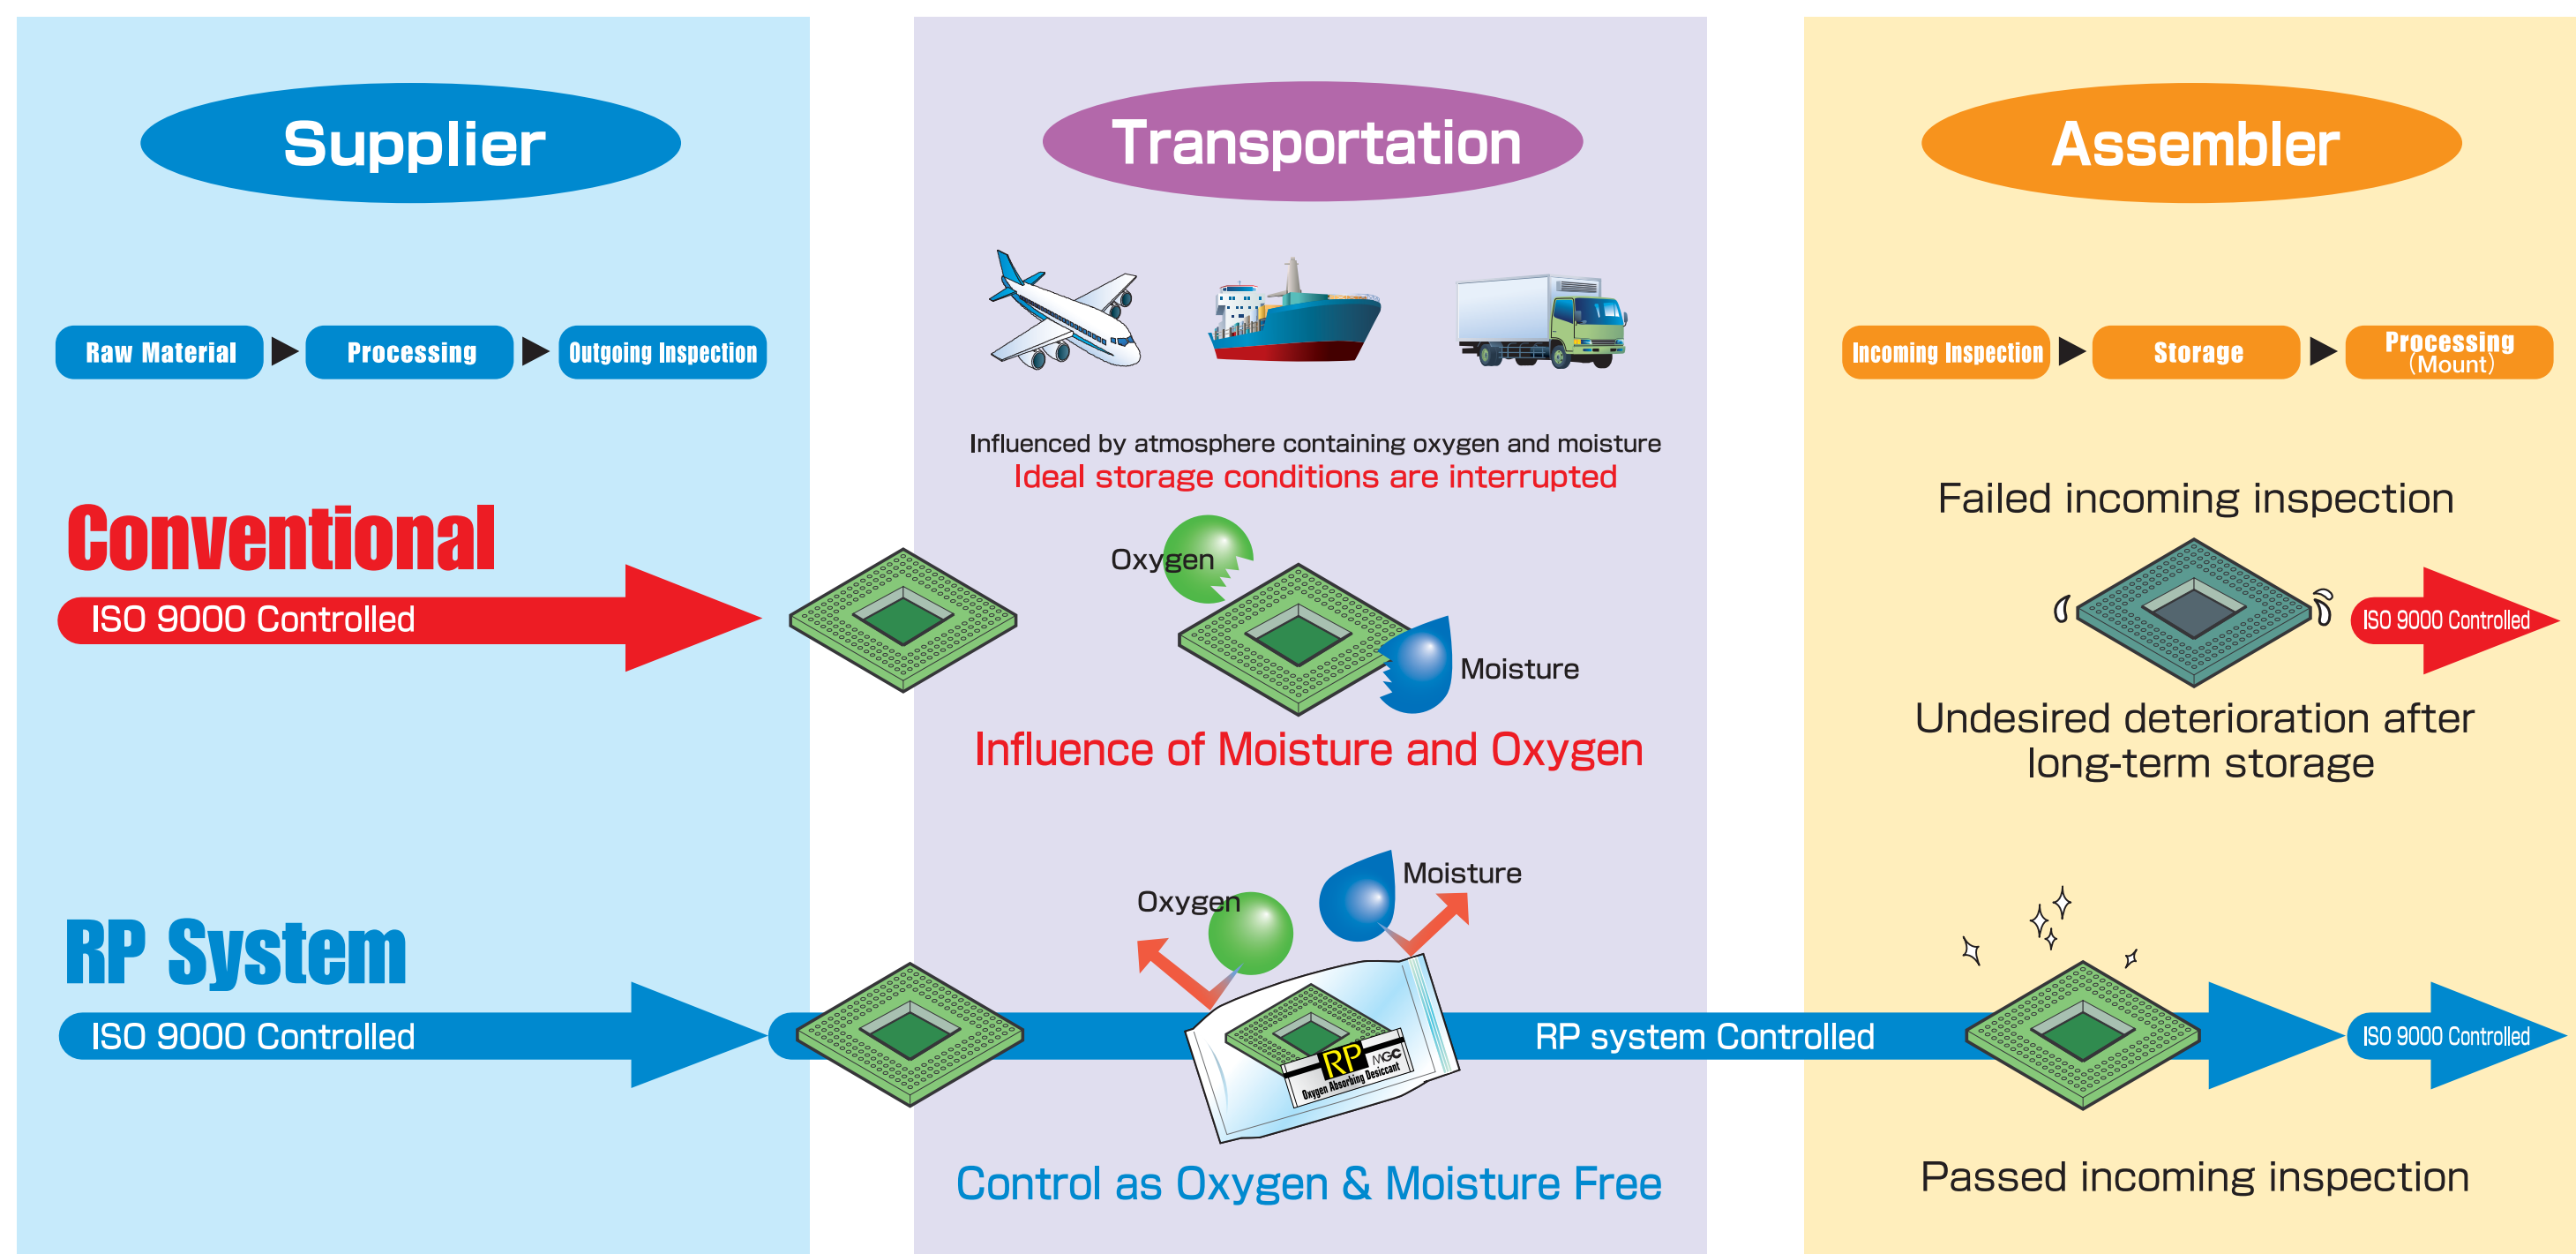 Supplier
Transportation
Assembler
Raw Material
Processing
Outgoing Inspection
Incoming Inspection
Storage
Processing
(Mount)
Influenced by atmosphere containing oxygen and moisture
Ideal storage conditions are interrupted
Conventional
ISO 9000 Controlled
Oxygen
Moisture
Influence of Moisture and Oxygen
Failed incoming inspection
ISO 9000 Controlled
Undesired deterioration after
long-term storage
RP System
ISO 9000 Controlled
Oxygen
Moisture
RP
MGC
Oxygen Absorbing Desiccant
RP system Controlled
ISO 9000 Controlled
Control as Oxygen & Moisture Free
Passed incoming inspection